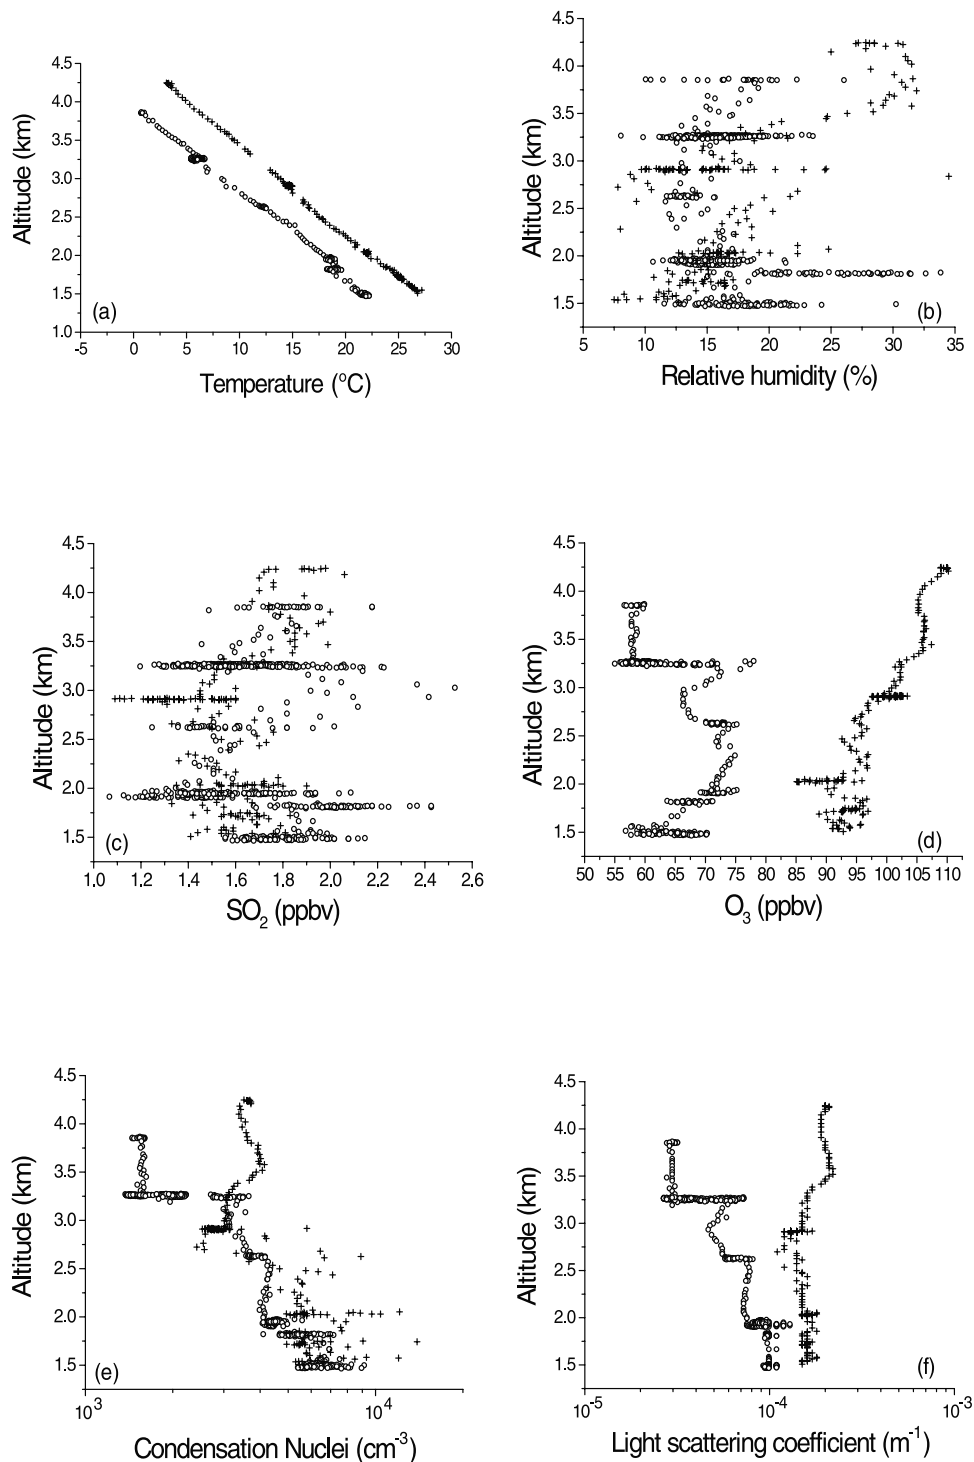 4.5
4.0
3.5
3.0
2.5
2.0
1.5
1.0
Altitude (km)
(a)
-5 0 5 10 15 20 25 30
Temperature (ºC)
4.5
4.0
3.5
3.0
2.5
2.0
1.5
Altitude (km)
(b)
5 10 15 20 25 30 35
Relative humidity (%)
4.5
4.0
3.5
3.0
2.5
2.0
1.5
Altitude (km)
(c)
1.0 1.2 1.4 1.6 1.8 2.0 2.2 2.4 2.6
SO2 (ppbv)
4.5
4.0
3.5
3.0
2.5
2.0
1.5
Altitude (km)
(d)
50 55 60 65 70 75 80 85 90 95 100 105 110
O3 (ppbv)
4.5
4.0
3.5
3.0
2.5
2.0
1.5
Altitude (km)
(e)
10^3 10^4
Condensation Nuclei (cm^-3)
4.5
4.0
3.5
3.0
2.5
2.0
1.5
Altitude (km)
(f)
10^-5 10^-4 10^-3
Light scattering coefficient (m^-1)